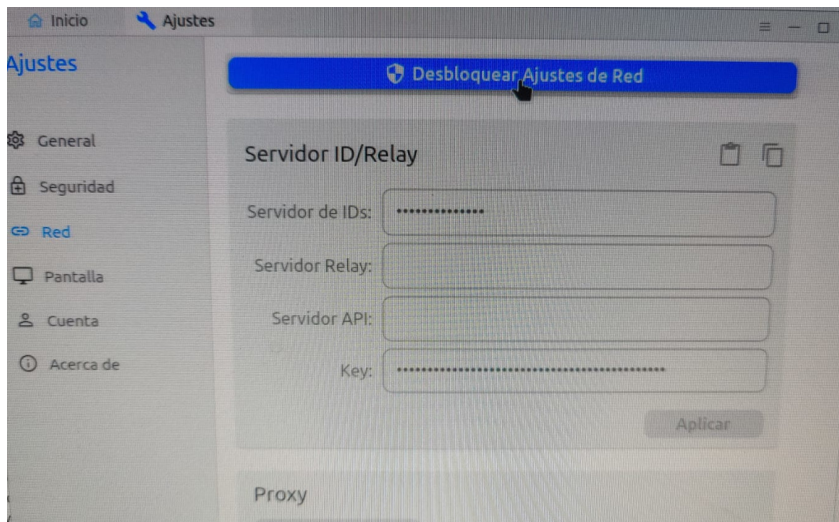 Inicio
Ajustes
Ajustes
Desbloquear Ajustes de Red
General
Seguridad
Red
Pantalla
Cuenta
Acerca de
Servidor ID/Relay
Servidor de IDs: ••••••••••••••
Servidor Relay:
Servidor API:
Key: ••••••••••••••••••••••••••••••••••••••••••••
Aplicar
Proxy